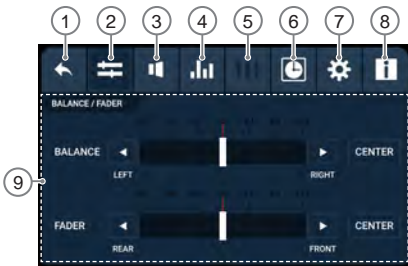 1 2 3 4 5 6 7 8
BALANCE / FADER
BALANCE CENTER
LEFT RIGHT
9
FADER CENTER
REAR FRONT